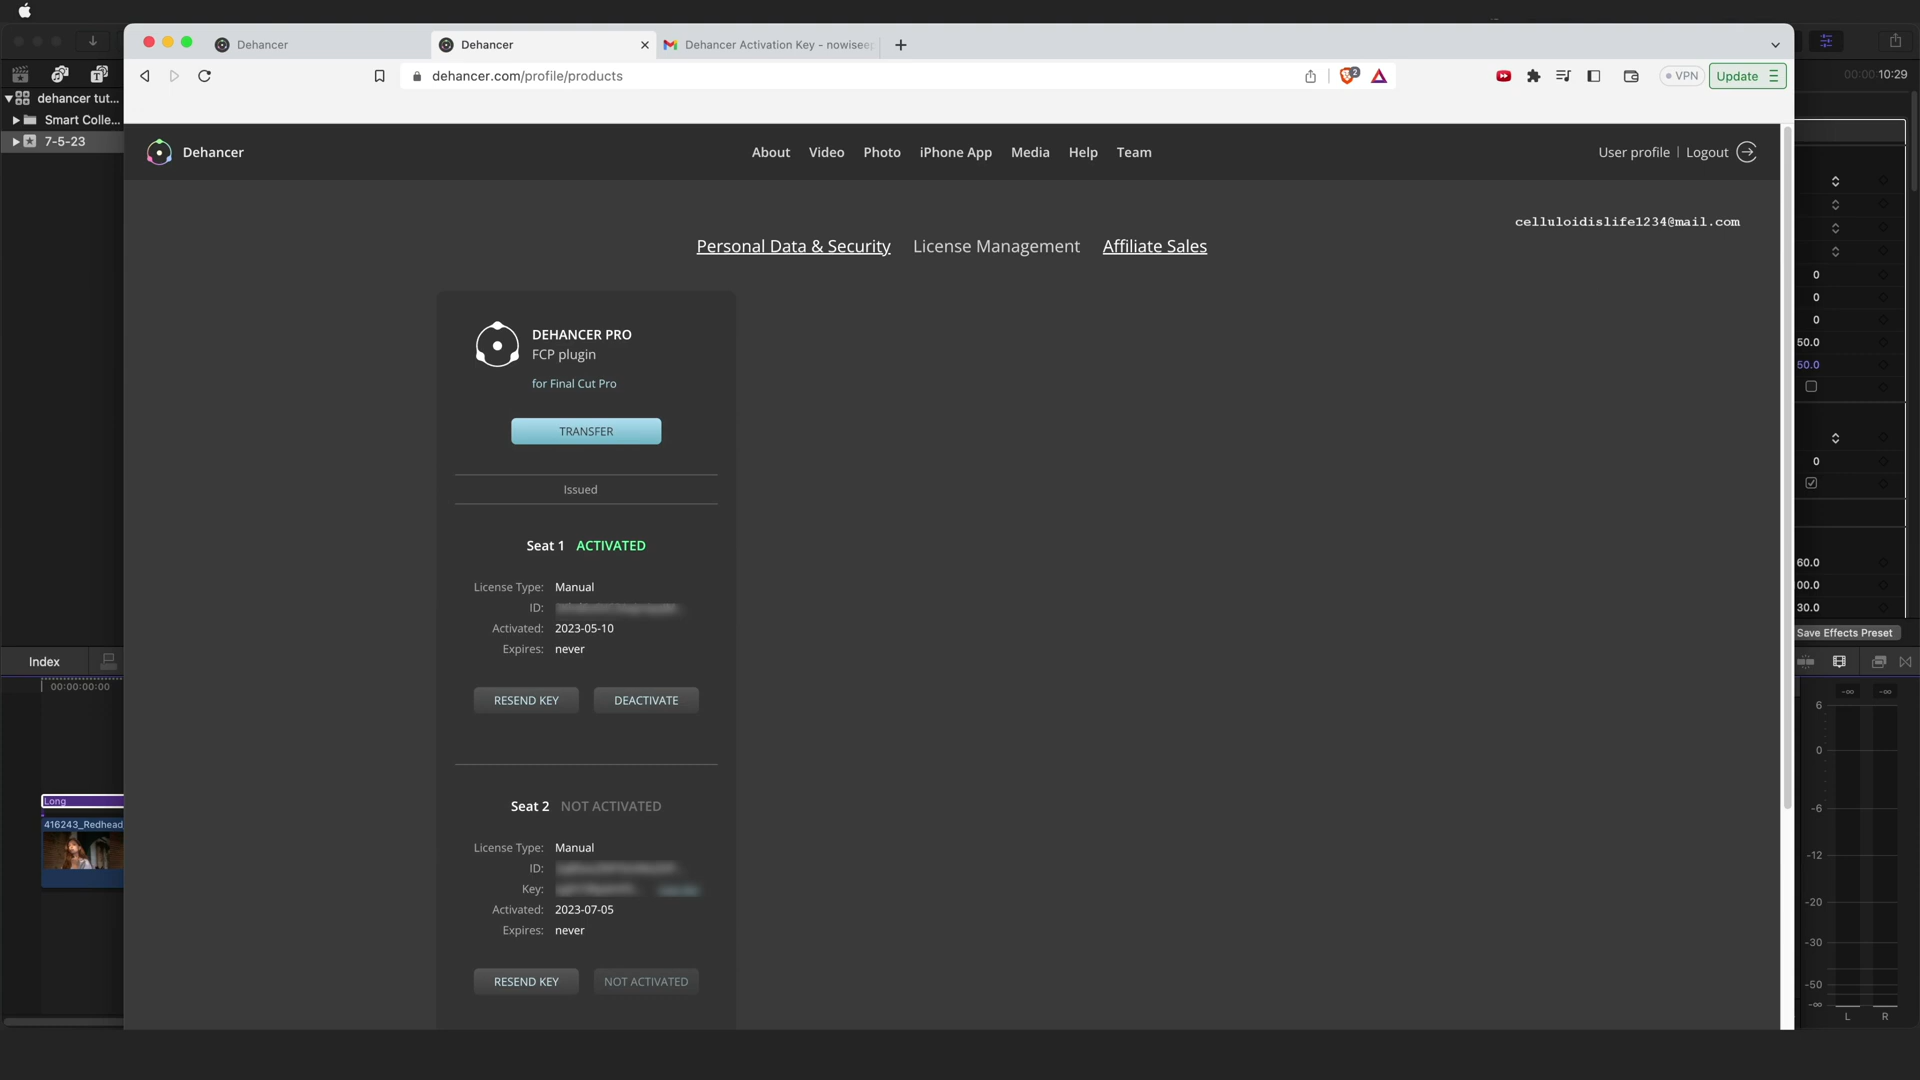 Dehancer
Dehancer
Dehancer Activation Key - nowiseep
dehancer.com/profile/products
2
VPN
Update
00:00:10:29
dehancer tut...
Smart Colle...
7-5-23
Dehancer
About Video Photo iPhone App Media Help Team
User profile | Logout
celluloidislife1234@mail.com
Personal Data & Security License Management Affiliate Sales
DEHANCER PRO
FCP plugin
for Final Cut Pro
TRANSFER
Issued
Seat 1 ACTIVATED
License Type: Manual
ID:
Activated: 2023-05-10
Expires: never
RESEND KEY DEACTIVATE
Seat 2 NOT ACTIVATED
License Type: Manual
ID:
Key:
Activated: 2023-07-05
Expires: never
RESEND KEY NOT ACTIVATED
0
0
0
50.0
50.0
0
60.0
00.0
30.0
Save Effects Preset
Index
00:00:00:00
Long
416243_Redhead
-∞ -∞
6
0
-6
-12
-20
-30
-50
-∞
L R